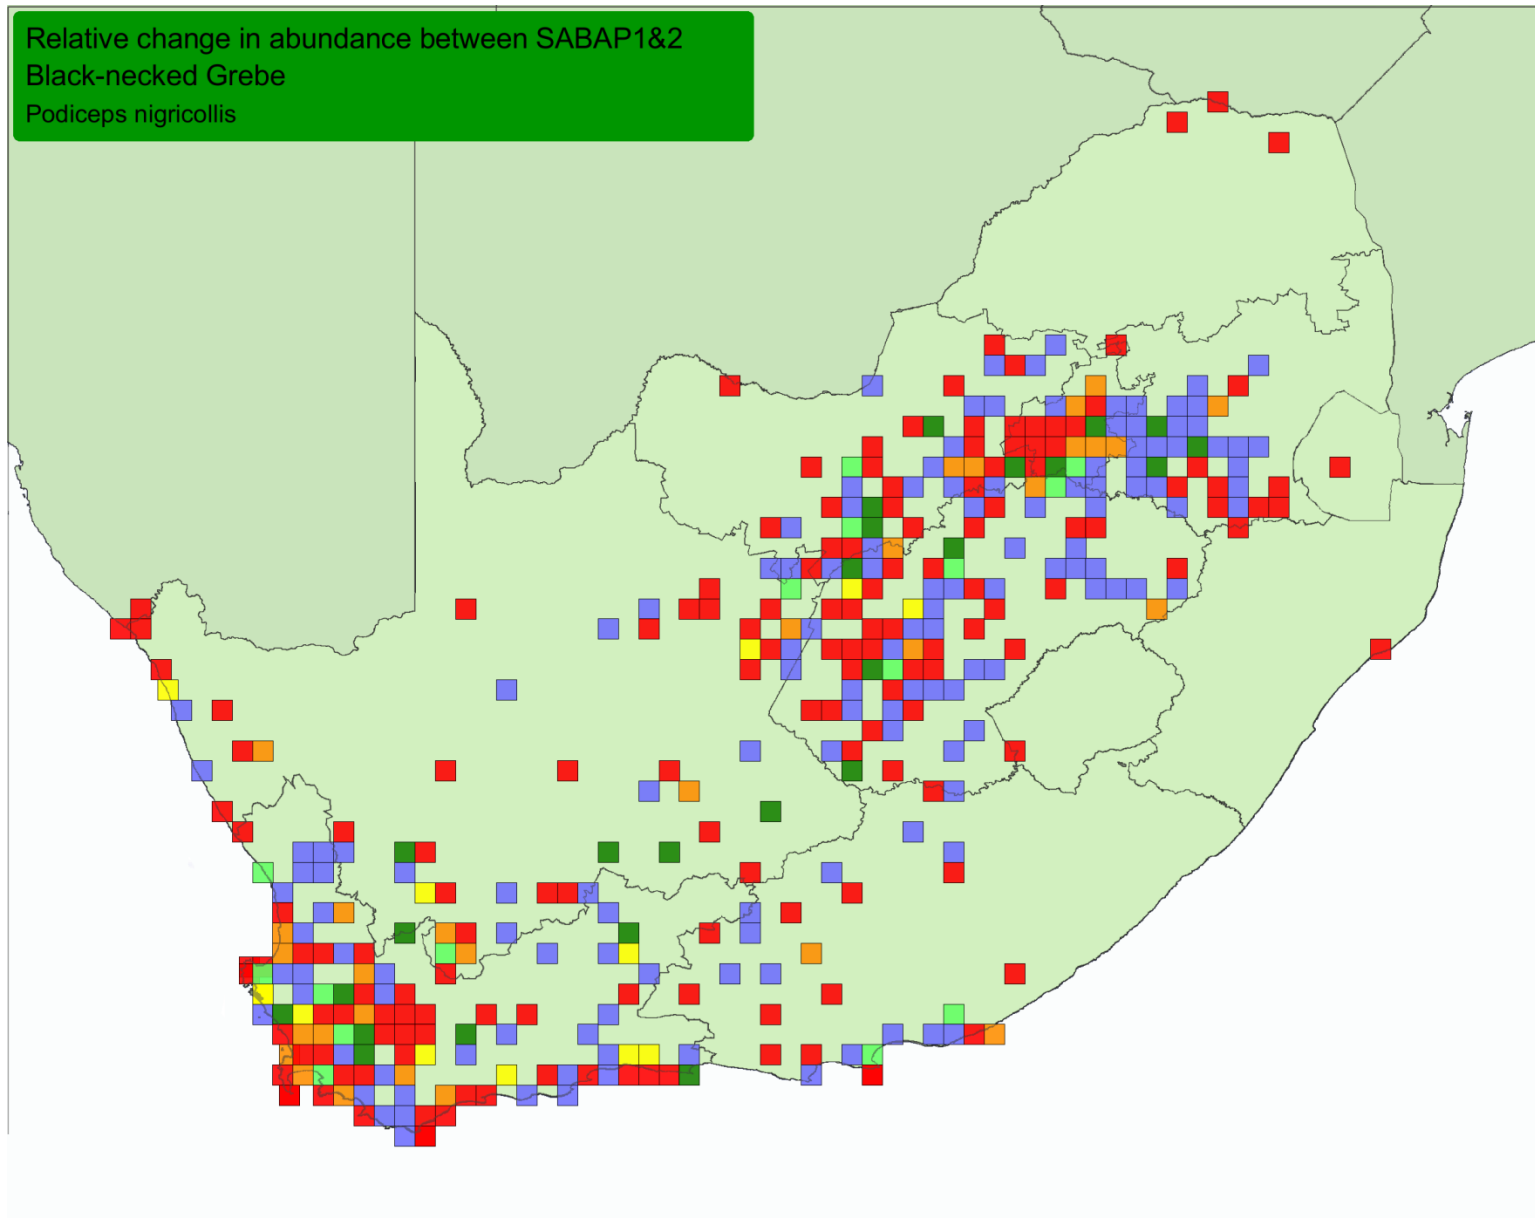 Relative change in abundance between SABAP1&2
Black-necked Grebe
Podiceps nigricollis